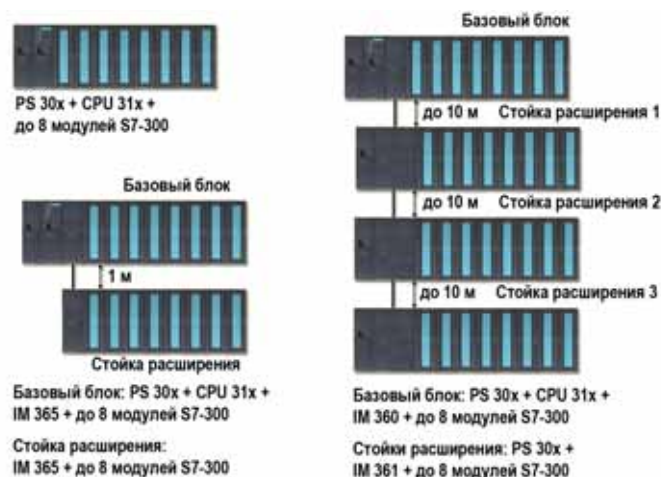 PS 30x + CPU 31x +
до 8 модулей S7-300
Базовый блок
1 м
Стойка расширения
Базовый блок: PS 30x + CPU 31x +
IM 365 + до 8 модулей S7-300
Стойка расширения:
IM 365 + до 8 модулей S7-300
Базовый блок
до 10 м Стойка расширения 1
до 10 м Стойка расширения 2
до 10 м Стойка расширения 3
Базовый блок: PS 30x + CPU 31x +
IM 360 + до 8 модулей S7-300
Стойки расширения: PS 30x +
IM 361 + до 8 модулей S7-300